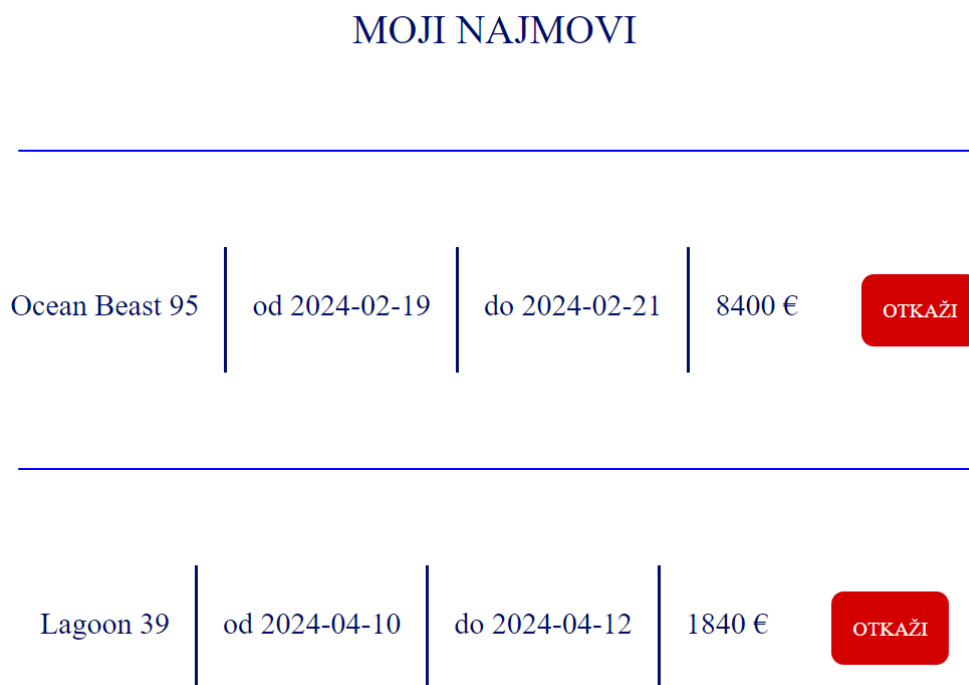 MOJI NAJMOVI
Ocean Beast 95 od 2024-02-19 do 2024-02-21 8400 € OTKAŽI
Lagoon 39 od 2024-04-10 do 2024-04-12 1840 € OTKAŽI